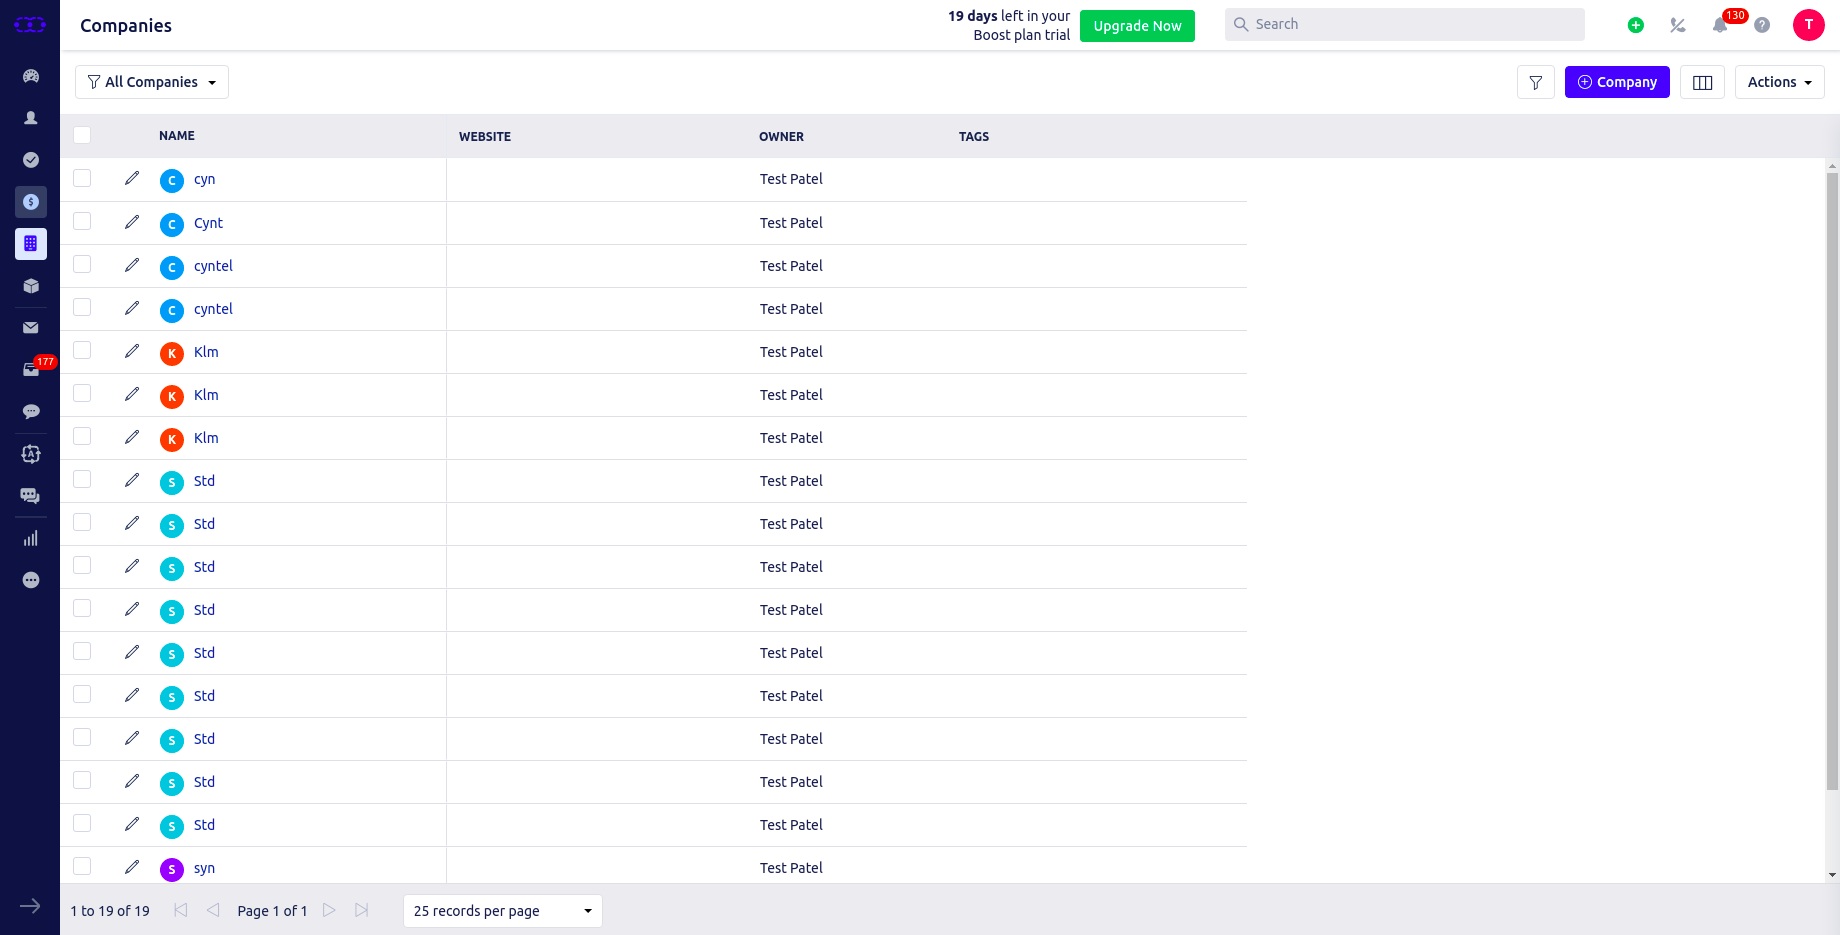 Companies
19 days left in your
Boost plan trial
Upgrade Now
Search
130
T
All Companies
Company
Actions
NAME WEBSITE OWNER TAGS
C cyn Test Patel
C Cynt Test Patel
C cyntel Test Patel
C cyntel Test Patel
K Klm Test Patel
K Klm Test Patel
K Klm Test Patel
S Std Test Patel
S Std Test Patel
S Std Test Patel
S Std Test Patel
S Std Test Patel
S Std Test Patel
S Std Test Patel
S Std Test Patel
S Std Test Patel
S syn Test Patel
177
1 to 19 of 19 Page 1 of 1 25 records per page